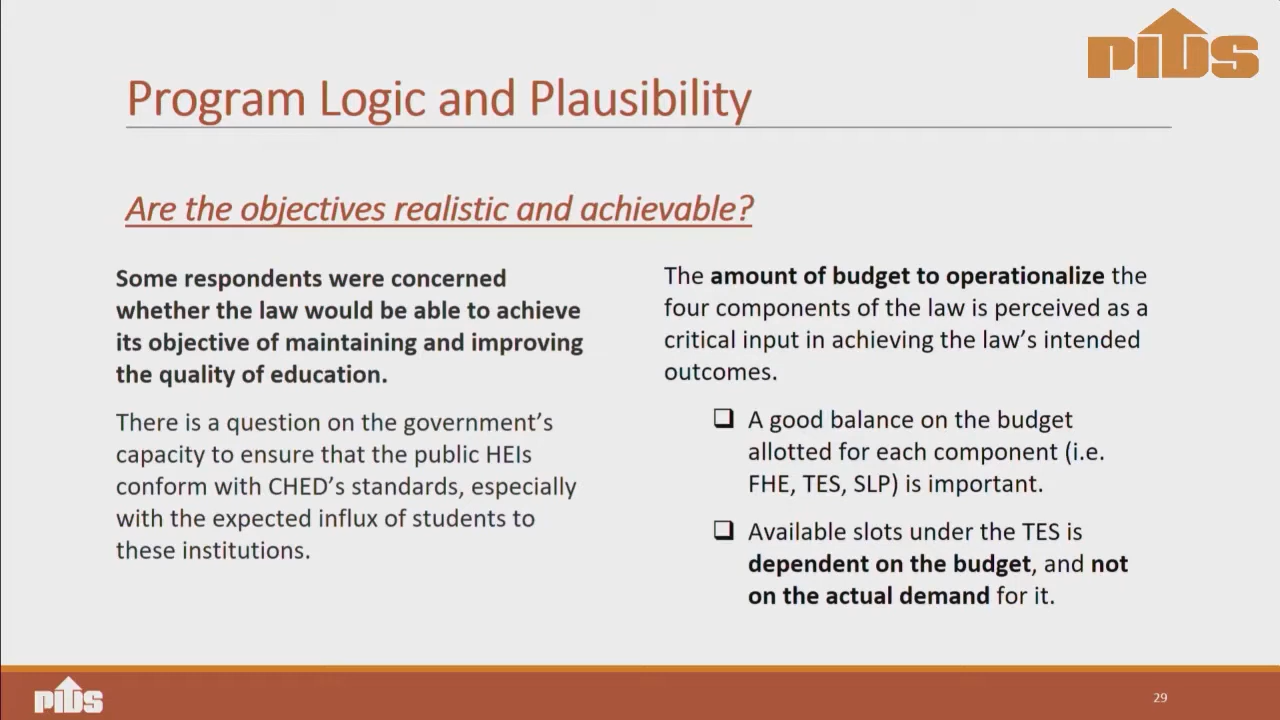 PIDS
Program Logic and Plausibility
Are the objectives realistic and achievable?
Some respondents were concerned
whether the law would be able to achieve
its objective of maintaining and improving
the quality of education.
There is a question on the government’s
capacity to ensure that the public HEIs
conform with CHED’s standards, especially
with the expected influx of students to
these institutions.
The amount of budget to operationalize the
four components of the law is perceived as a
critical input in achieving the law’s intended
outcomes.
❑ A good balance on the budget
allotted for each component (i.e.
FHE, TES, SLP) is important.
❑ Available slots under the TES is
dependent on the budget, and not
on the actual demand for it.
PIDS
29